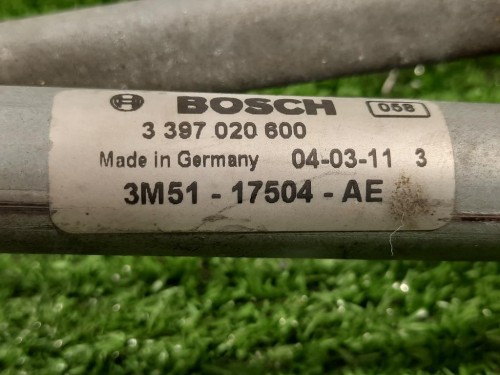 BOSCH 058
3 397 020 600
Made in Germany 04-03-11 3
3M51 - 17504 - AE